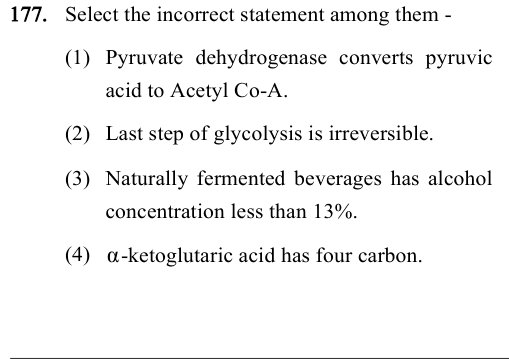 177. Select the incorrect statement among them -
(1) Pyruvate dehydrogenase converts pyruvic
acid to Acetyl Co-A.
(2) Last step of glycolysis is irreversible.
(3) Naturally fermented beverages has alcohol
concentration less than 13%.
(4) α-ketoglutaric acid has four carbon.